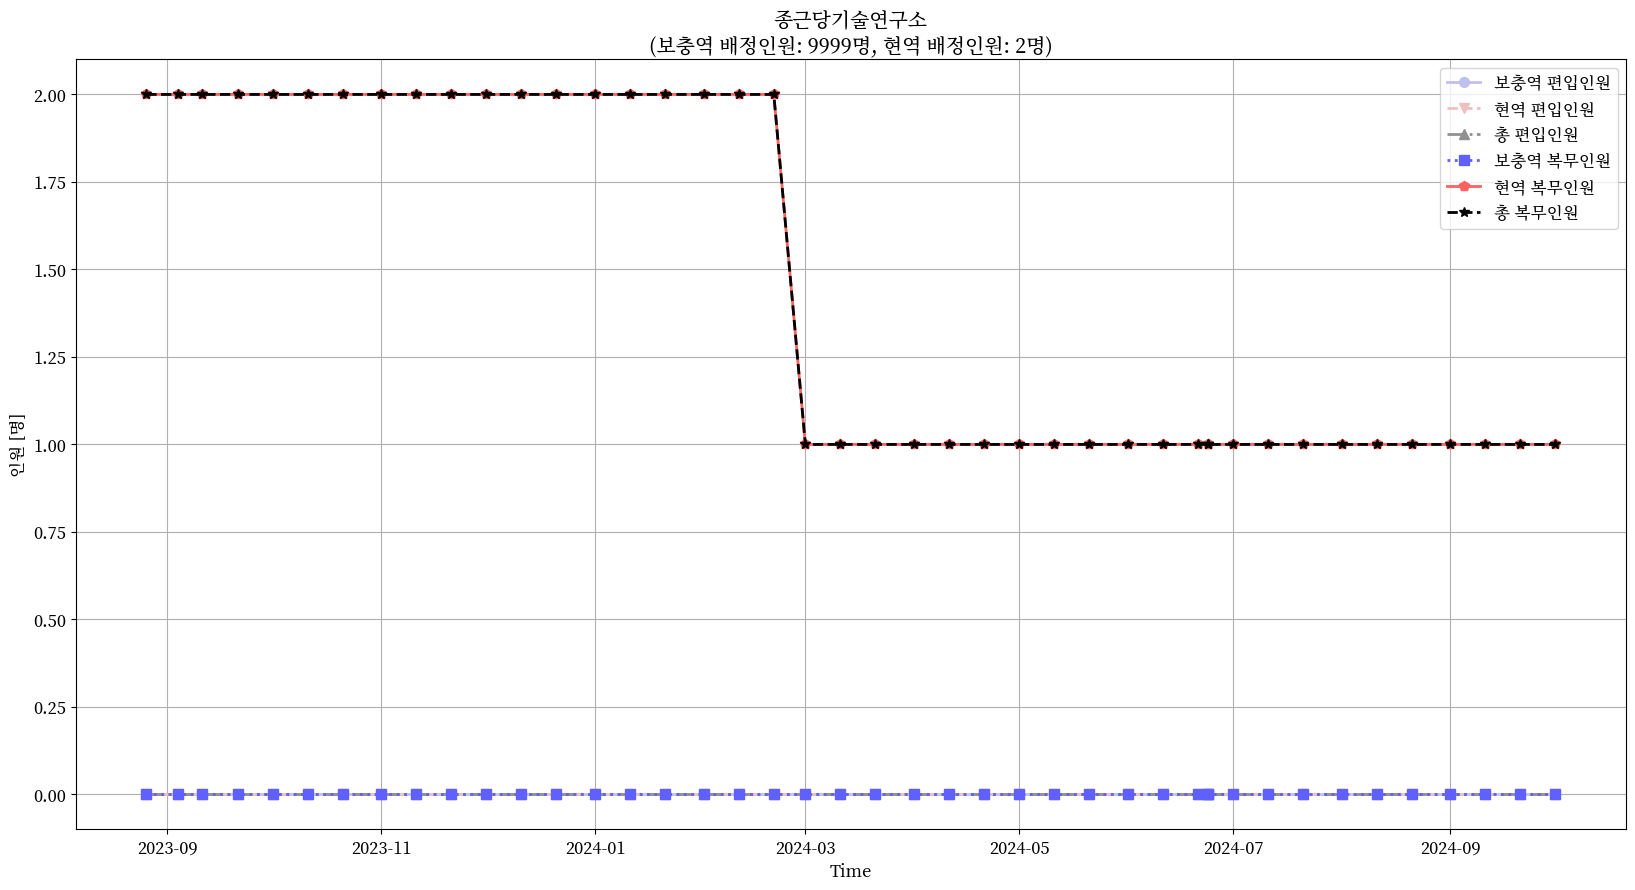 종근당기술연구소
(보충역 배정인원: 9999명, 현역 배정인원: 2명)
보충역 편입인원
현역 편입인원
총 편입인원
보충역 복무인원
현역 복무인원
총 복무인원
인원 [명]
2.00
1.75
1.50
1.25
1.00
0.75
0.50
0.25
0.00
2023-09
2023-11
2024-01
2024-03
2024-05
2024-07
2024-09
Time